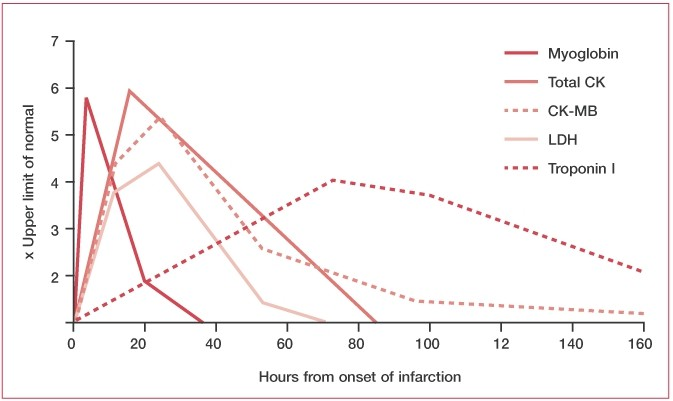 7
6
5
4
3
2
x Upper limit of normal
Myoglobin
Total CK
CK-MB
LDH
Troponin I
0 20 40 60 80 100 12 140 160
Hours from onset of infarction